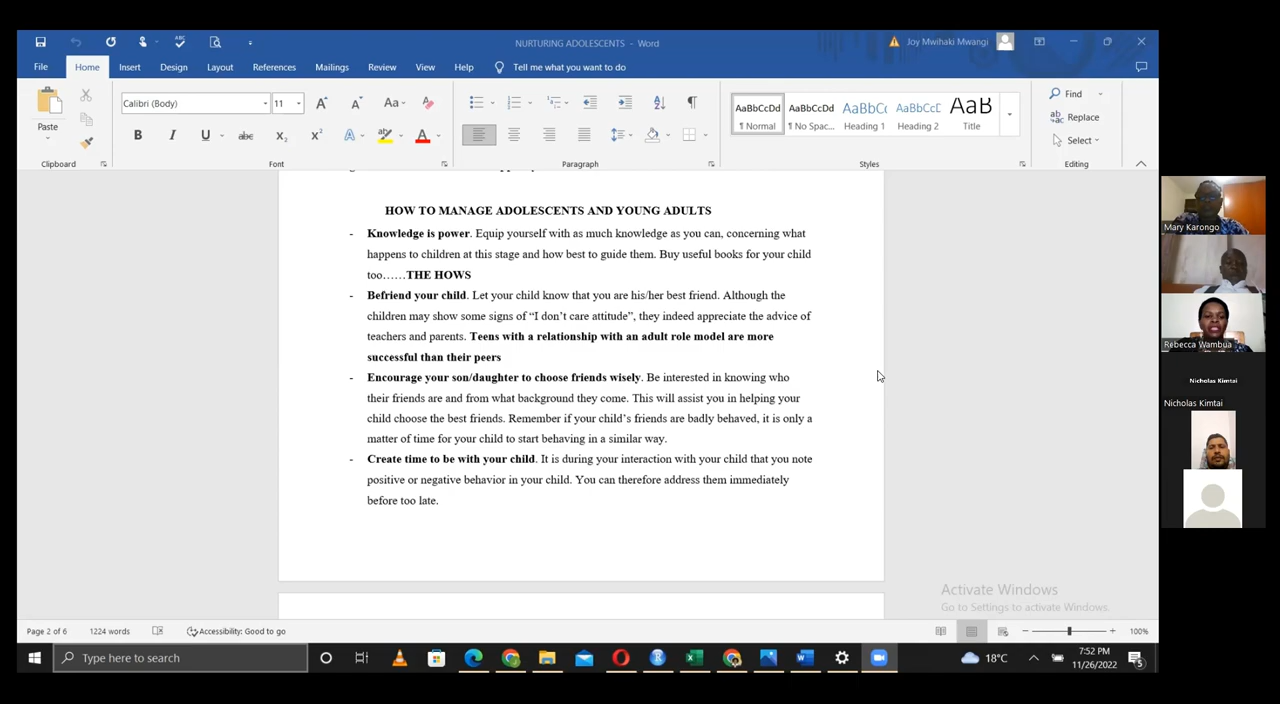 NURTURING ADOLESCENTS - Word
Joy Mwihaki Mwangi
File Home Insert Design Layout References Mailings Review View Help Tell me what you want to do
Calibri (Body) 11
Paste
Clipboard
Font
Paragraph
AaBbCcDd ¶ Normal
AaBbCcDd ¶ No Spac...
AaBbCc Heading 1
AaBbCcD Heading 2
AaB Title
Styles
Find
Replace
Select
Editing
HOW TO MANAGE ADOLESCENTS AND YOUNG ADULTS
- Knowledge is power. Equip yourself with as much knowledge as you can, concerning what
happens to children at this stage and how best to guide them. Buy useful books for your child
too……THE HOWS
- Befriend your child. Let your child know that you are his/her best friend. Although the
children may show some signs of “I don’t care attitude”, they indeed appreciate the advice of
teachers and parents. Teens with a relationship with an adult role model are more
successful than their peers
- Encourage your son/daughter to choose friends wisely. Be interested in knowing who
their friends are and from what background they come. This will assist you in helping your
child choose the best friends. Remember if your child’s friends are badly behaved, it is only a
matter of time for your child to start behaving in a similar way.
- Create time to be with your child. It is during your interaction with your child that you note
positive or negative behavior in your child. You can therefore address them immediately
before too late.
Activate Windows
Go to Settings to activate Windows.
Page 2 of 6 1224 words Accessibility: Good to go 100%
Type here to search
18°C
7:52 PM
11/26/2022
5
Mary Karongo
Rebecca Wambua
Nicholas Kimtai
Nicholas Kimtai